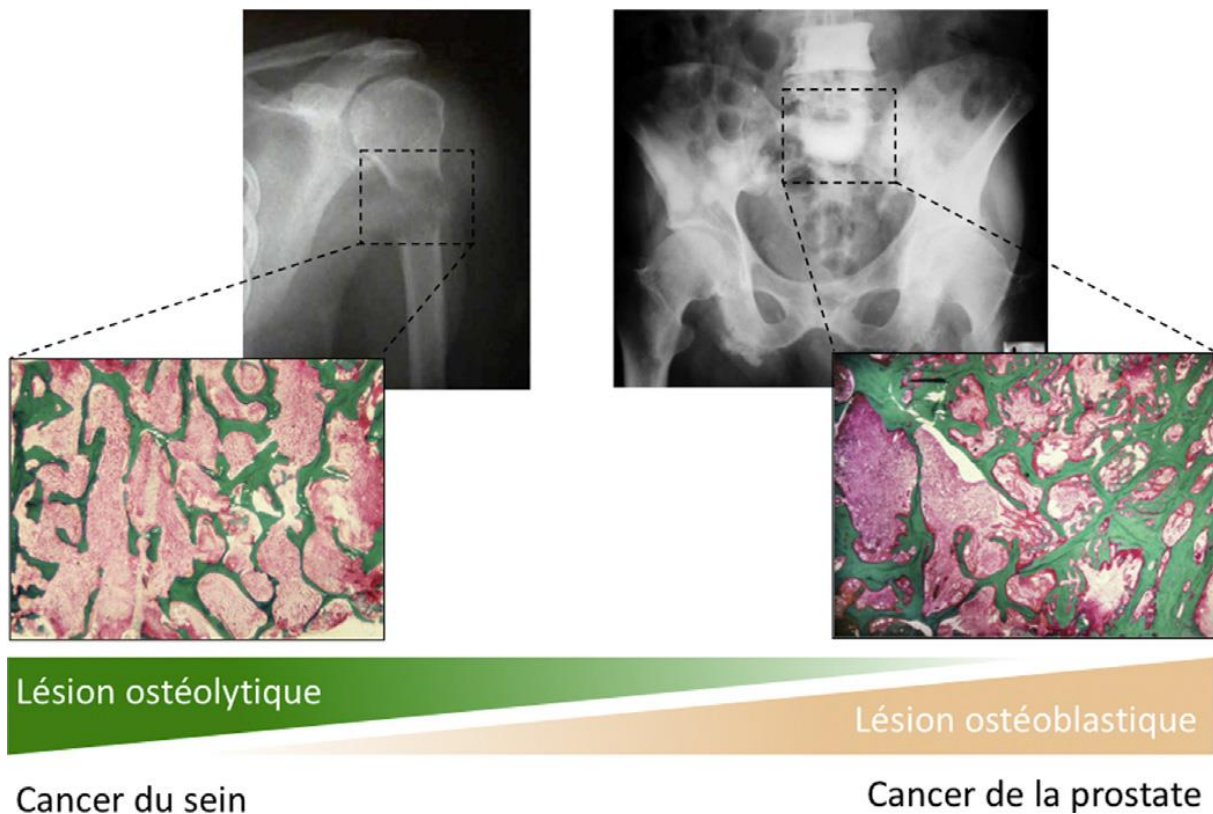 Lésion ostéolytique
Lésion ostéoblastique
Cancer du sein
Cancer de la prostate